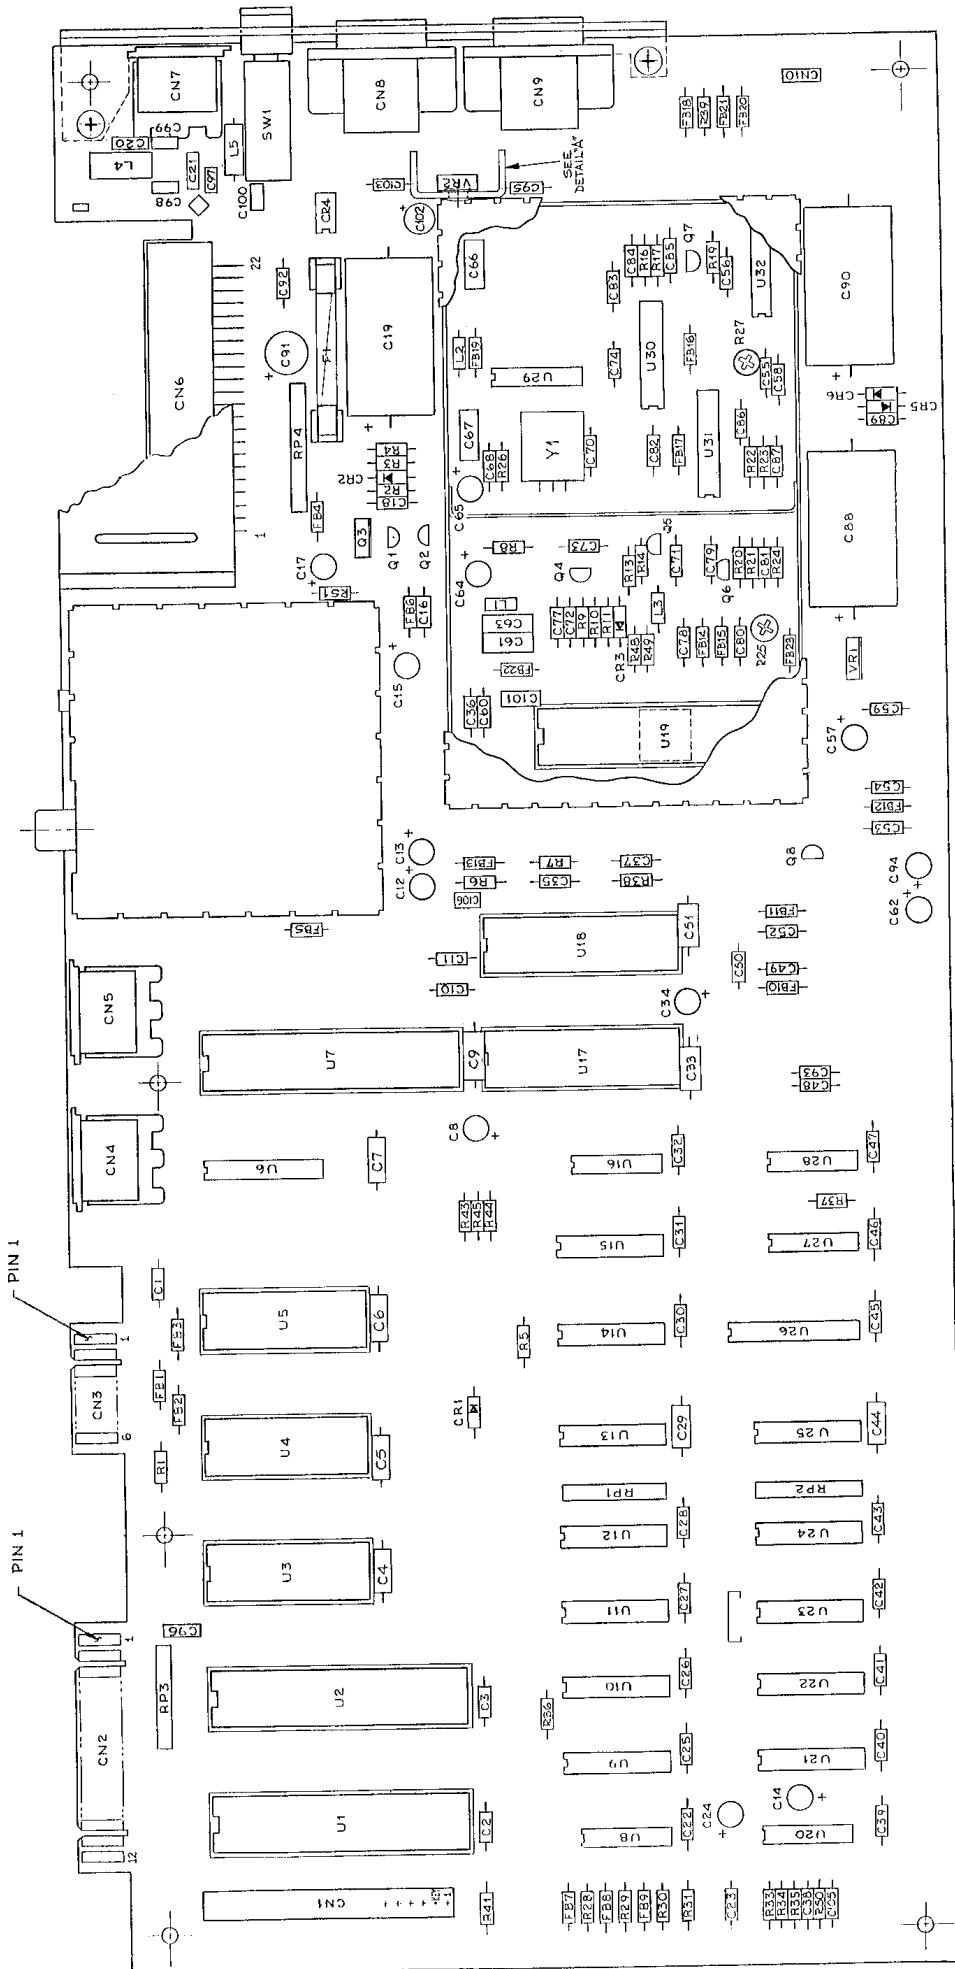 CN7
C99
C20
L4
C21
C97
C98
L5
SW1
C100
CN8
CN9
CN10
SEE
DETAIL "A"
VR2
C103
C95
C102
CR4
FB18
R39
FB21
FB20
CN6
22
1
C92
C91
F1
C19
RP4
CR2
R4
R3
R2
C18
FB4
Q3
Q1
Q2
C17
R51
FB6
C16
C15
C66
L2
FB19
U29
C67
C68
R26
C65
Y1
C70
C74
C83
C84
R16
R17
C85
Q7
R19
C56
U32
U30
FB16
R27
C55
C58
C82
FB17
U31
C86
R22
R23
C87
C90
CR6
CR5
C89
C88
C64
R8
C73
Q4
L1
C63
C61
FB22
C77
C72
R9
R10
R11
CR3
R13
R14
Q5
C71
L3
R48
R49
C79
Q6
R20
R21
C81
R24
C78
FB14
FB15
C80
R25
FB23
VR1
C36
C60
C101
U19
C59
C57
C54
FB12
C53
C13
C12
FB13
R6
C106
R7
C35
C37
R38
Q8
C94
C62
FB5
C11
C10
U18
C51
C34
C50
FB11
C52
C49
FB10
CN5
CN4
U7
C9
U17
C33
C93
C48
C8
U6
C7
R43
R45
R44
U16
C32
U28
C47
R37
U15
C31
U27
C46
PIN 1
1
CN3
6
C1
FB3
FB1
FB2
R1
U5
C6
R5
U14
C30
U26
C45
CR1
U4
C5
U13
C29
U25
C44
RP1
RP2
U12
C28
U24
C43
PIN 1
1
CN2
12
C96
RP3
U3
C4
U11
C27
U23
C42
U2
C3
R36
U10
C26
U22
C41
U9
C25
U21
C40
U1
C2
U8
C22
C24
C14
U20
C39
CN1
KEY
1
R41
FB7
R28
FB8
R29
FB9
R30
R31
C23
R33
R34
R35
C38
R50
C105